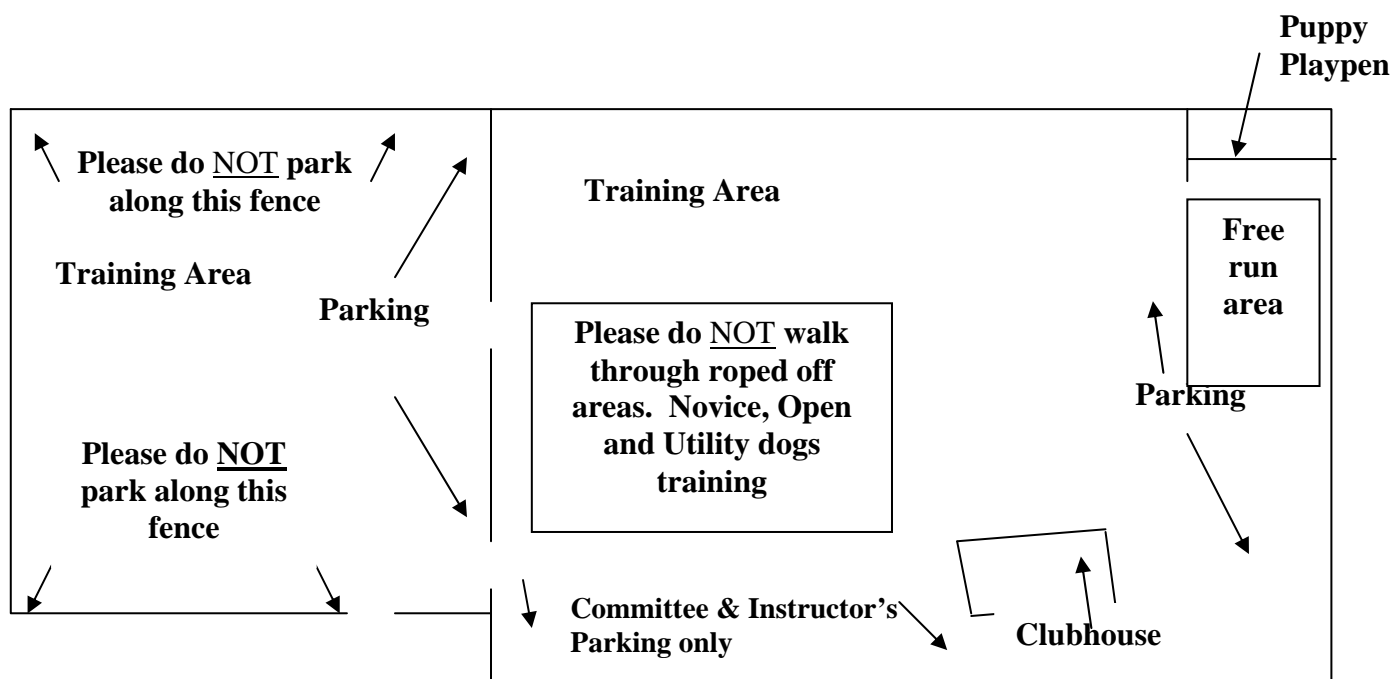 Puppy
Playpen
Please do NOT park
along this fence
Training Area
Training Area
Free
run
area
Parking
Please do NOT walk
through roped off
areas.  Novice, Open
and Utility dogs
training
Parking
Please do NOT
park along this
fence
Committee & Instructor’s
Parking only
Clubhouse